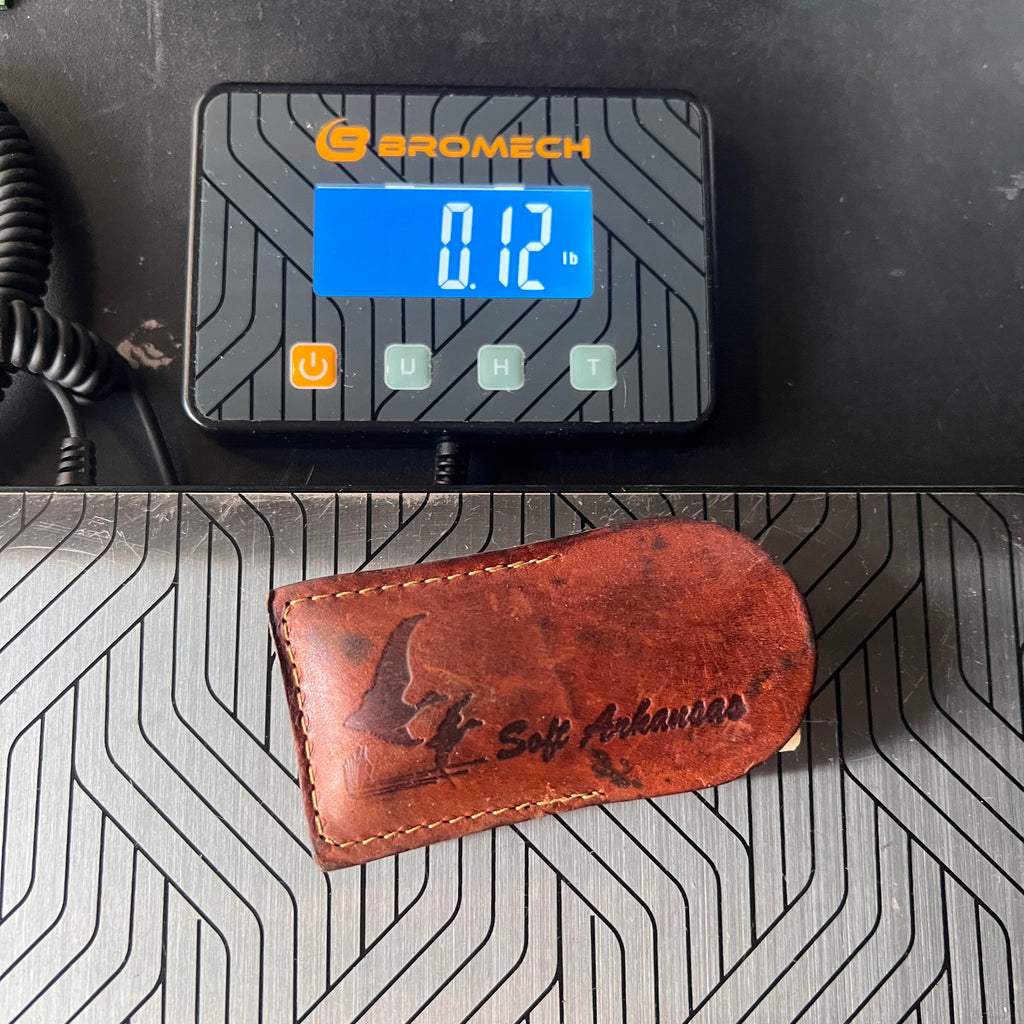 BROMECH
0.12 lb
U H T
Soft Arkansas